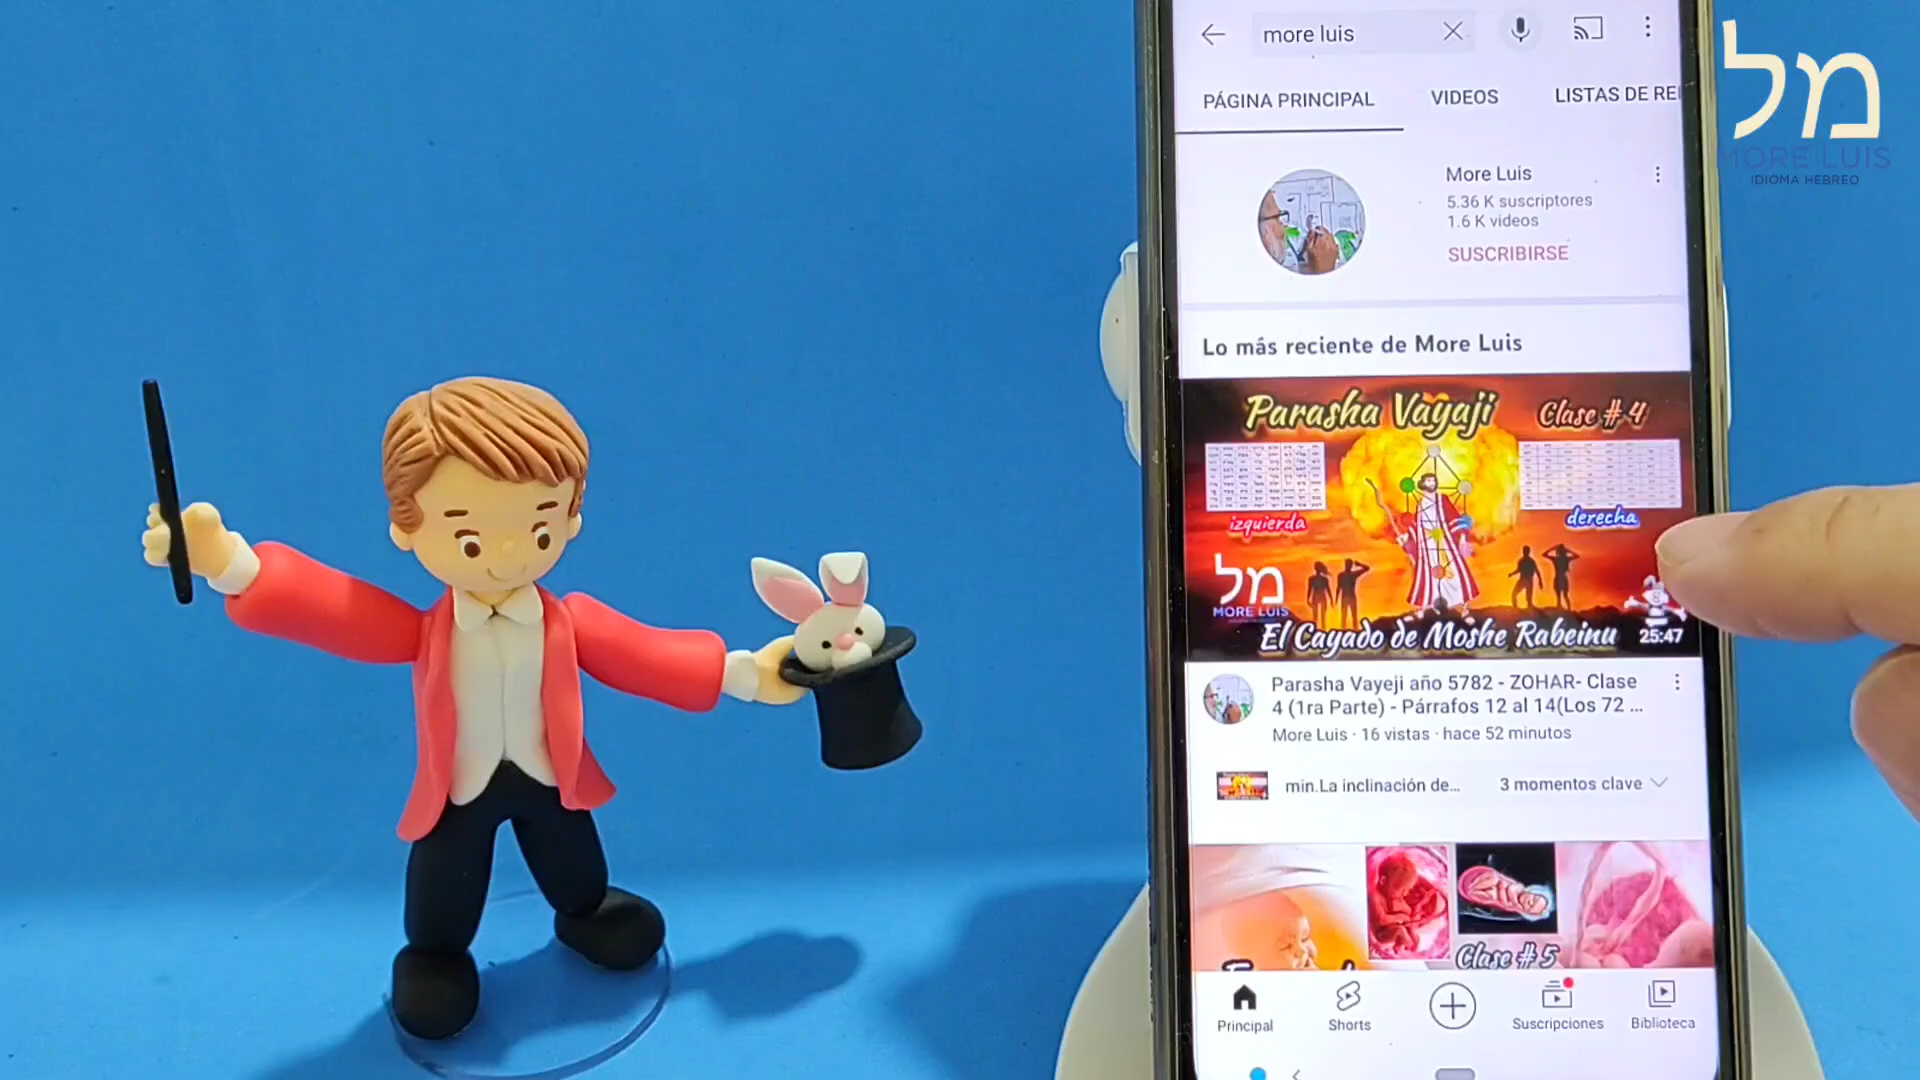 more luis
PÁGINA PRINCIPAL
VIDEOS
LISTAS DE RE
More Luis
5.36 K suscriptores
1.6 K videos
SUSCRIBIRSE
Lo más reciente de More Luis
Parasha Vayaji
Clase # 4
izquierda
derecha
מל
MORE LUIS
El Cayado de Moshe Rabeinu
25:47
Parasha Vayeji año 5782 - ZOHAR- Clase
4 (1ra Parte) - Párrafos 12 al 14(Los 72 ...
More Luis · 16 vistas · hace 52 minutos
min.La inclinación de...
3 momentos clave
Clase # 5
Principal
Shorts
Suscripciones
Biblioteca
מל
MORE LUIS
IDIOMA HEBREO